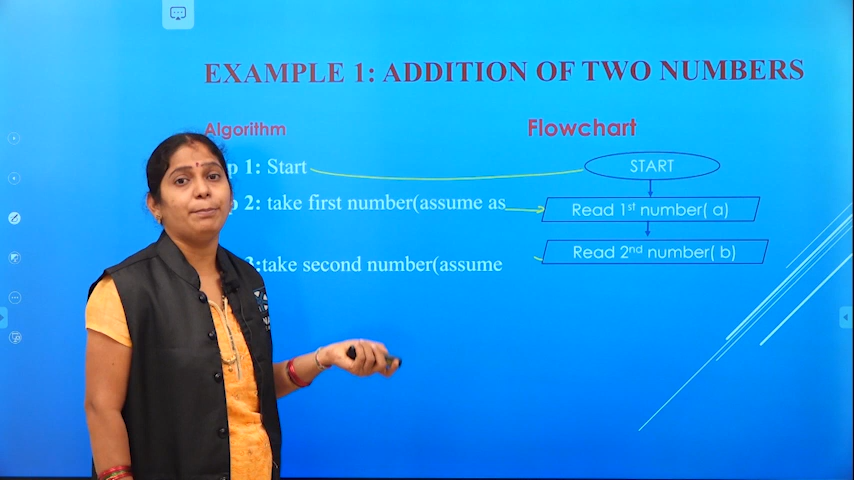 EXAMPLE 1: ADDITION OF TWO NUMBERS
Algorithm
Flowchart
p 1: Start
START
p 2: take first number(assume as
Read 1st number( a)
3:take second number(assume
Read 2nd number( b)